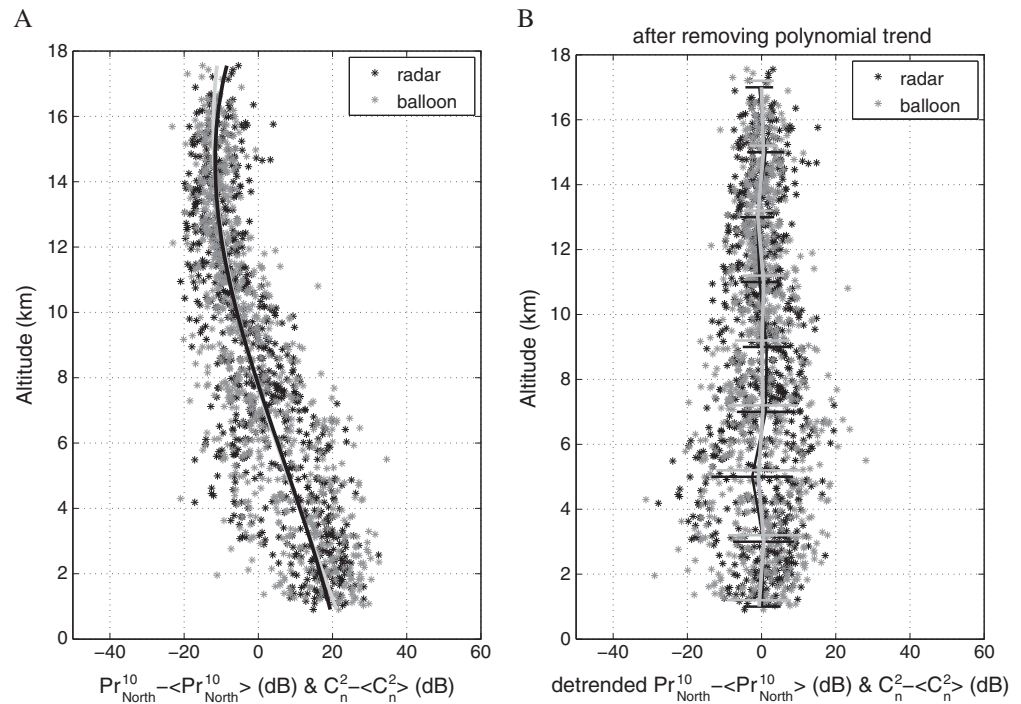 A
18
16
14
12
10
8
6
4
2
0
Altitude (km)
−40 −20 0 20 40 60
Pr¹⁰North−<Pr¹⁰North> (dB) & C²n−<C²n> (dB)
radar
balloon
B
after removing polynomial trend
18
16
14
12
10
8
6
4
2
0
Altitude (km)
−40 −20 0 20 40 60
detrended Pr¹⁰North−<Pr¹⁰North> (dB) & C²n−<C²n> (dB)
radar
balloon